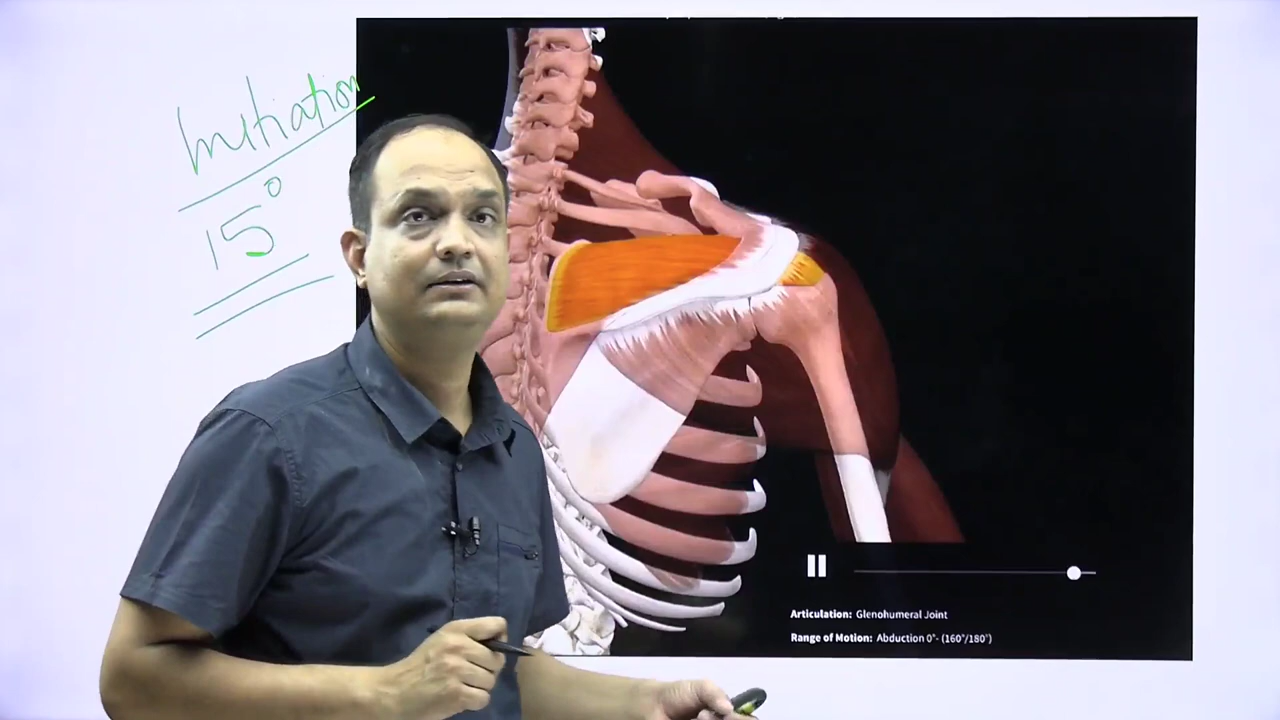 Initiation
15°
Articulation: Glenohumeral Joint
Range of Motion: Abduction 0°- (160°/180°)